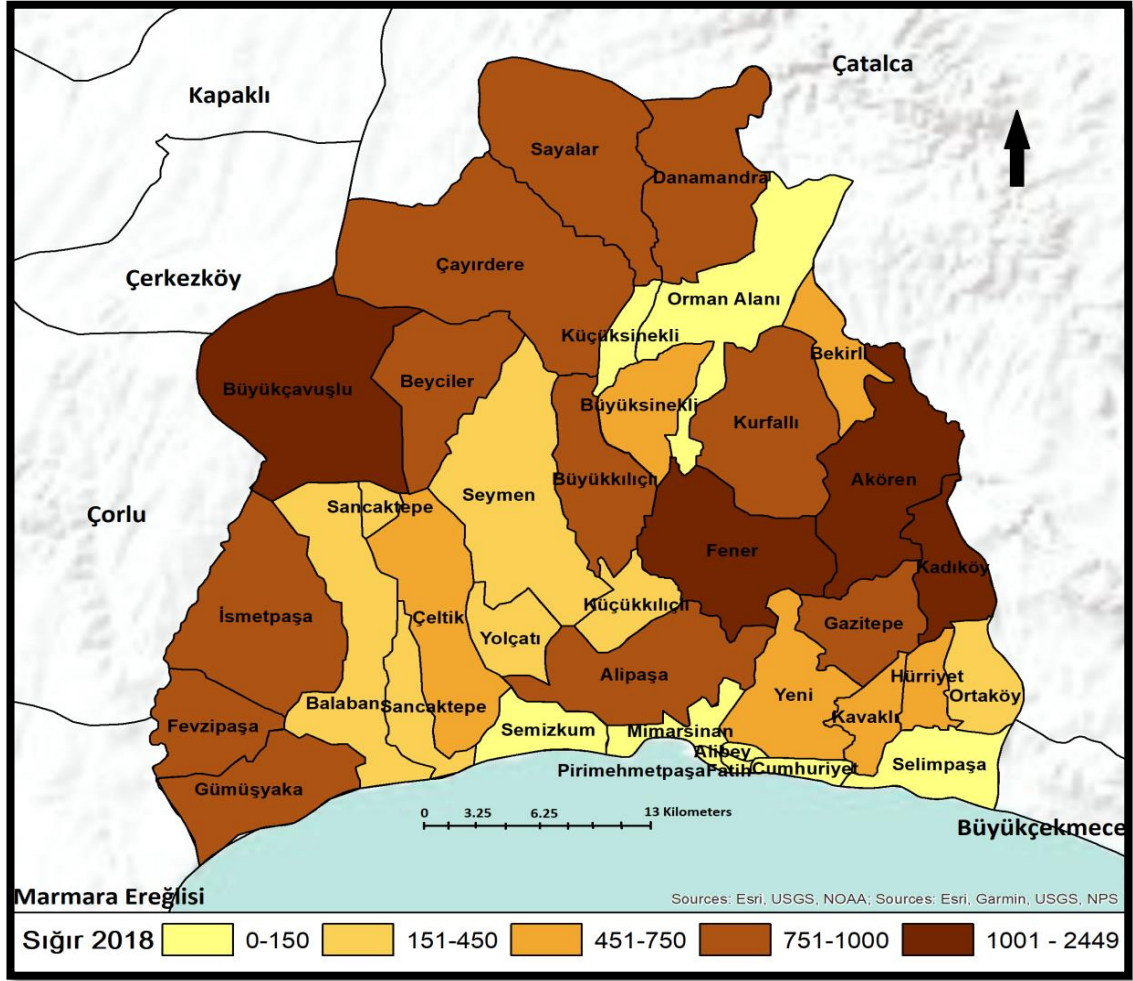 Çatalca
Kapaklı
Sayalar
Danamandra
Çayırdere
Çerkezköy
Orman Alanı
Küçüksinekli
Bekirli
Beyciler
Büyükçavuşlu
Büyüksinekli
Kurfallı
Büyükkılıçlı
Akören
Seymen
Sancaktepe
Çorlu
Fener
Kadıköy
Küçükkılıçlı
İsmetpaşa
Çeltik
Gazitepe
Yolçatı
Alipaşa
Hürriyet
Yeni
Ortaköy
Balaban
Sancaktepe
Kavaklı
Fevzipaşa
Semizkum
Mimarsinan
Alibey
Selimpaşa
Pirimehmetpaşa
Fatih
Cumhuriyet
Gümüşyaka
0 3.25 6.25 13 Kilometers
Büyükçekmece
Marmara Ereğlisi
Sources: Esri, USGS, NOAA; Sources: Esri, Garmin, USGS, NPS
Sığır 2018 0-150 151-450 451-750 751-1000 1001 - 2449